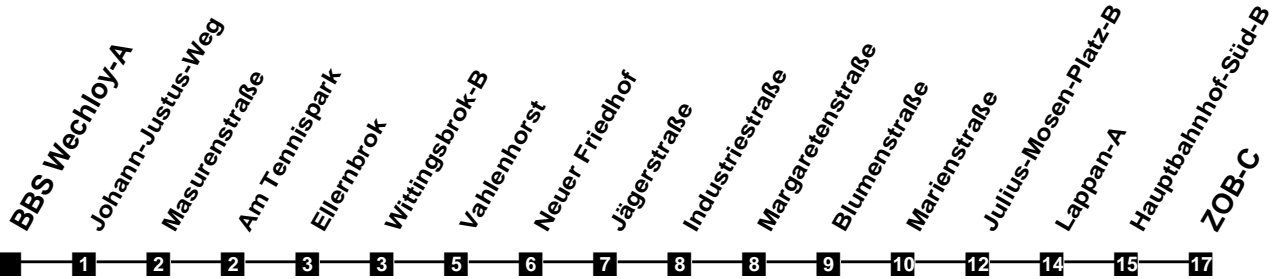 BBS Wechloy-A
Johann-Justus-Weg
Masurenstraße
Am Tennispark
Ellernbrok
Wittingsbrok-B
Vahlenhorst
Neuer Friedhof
Jägerstraße
Industriestraße
Margaretenstraße
Blumenstraße
Marienstraße
Julius-Mosen-Platz-B
Lappan-A
Hauptbahnhof-Süd-B
ZOB-C
1 2 2 3 3 5 6 7 8 8 9 10 12 14 15 17